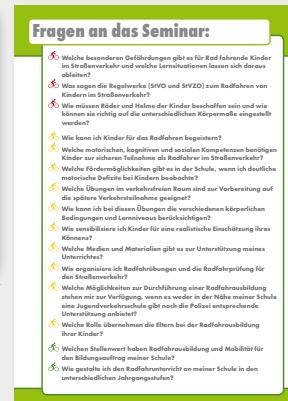 Fragen an das Seminar:
Welche besonderen Gefährdungen gibt es für Rad fahrende Kinder
im Straßenverkehr und welche Lernsituationen lassen sich daraus
ableiten?
Was sagen die Regelwerke (StVO und StVZO) zum Radfahren von
Kindern im Straßenverkehr?
Wie müssen Räder und Helme der Kinder beschaffen sein und wie
können sie richtig auf die unterschiedlichen Körpermaße eingestellt
werden?
Wie kann ich Kinder für das Radfahren begeistern?
Welche motorischen, kognitiven und sozialen Kompetenzen benötigen
Kinder zur sicheren Teilnahme als Radfahrer im Straßenverkehr?
Welche Fördermöglichkeiten gibt es in der Schule, wenn ich deutliche
motorische Defizite bei Kindern beobachte?
Welche Übungen im verkehrsfreien Raum sind zur Vorbereitung auf
die spätere Verkehrsteilnahme geeignet?
Wie kann ich bei diesen Übungen die verschiedenen körperlichen
Bedingungen und Lernniveaus berücksichtigen?
Wie sensibilisiere ich Kinder für eine realistische Einschätzung ihres
Könnens?
Welche Medien und Materialien gibt es zur Unterstützung meines
Unterrichtes?
Wie organisiere ich Radfahrübungen und die Radfahrprüfung für
den Straßenverkehr?
Welche Möglichkeiten zur Durchführung einer Radfahrausbildung
stehen mir zur Verfügung, wenn es weder in der Nähe meiner Schule
eine Jugendverkehrsschule gibt noch die Polizei entsprechende
Unterstützung anbietet?
Welche Rolle übernehmen die Eltern bei der Radfahrausbildung
ihrer Kinder?
Welchen Stellenwert haben Radfahrausbildung und Mobilität für
den Bildungsauftrag meiner Schule?
Wie gestalte ich den Radfahrunterricht an meiner Schule in den
unterschiedlichen Jahrgangsstufen?